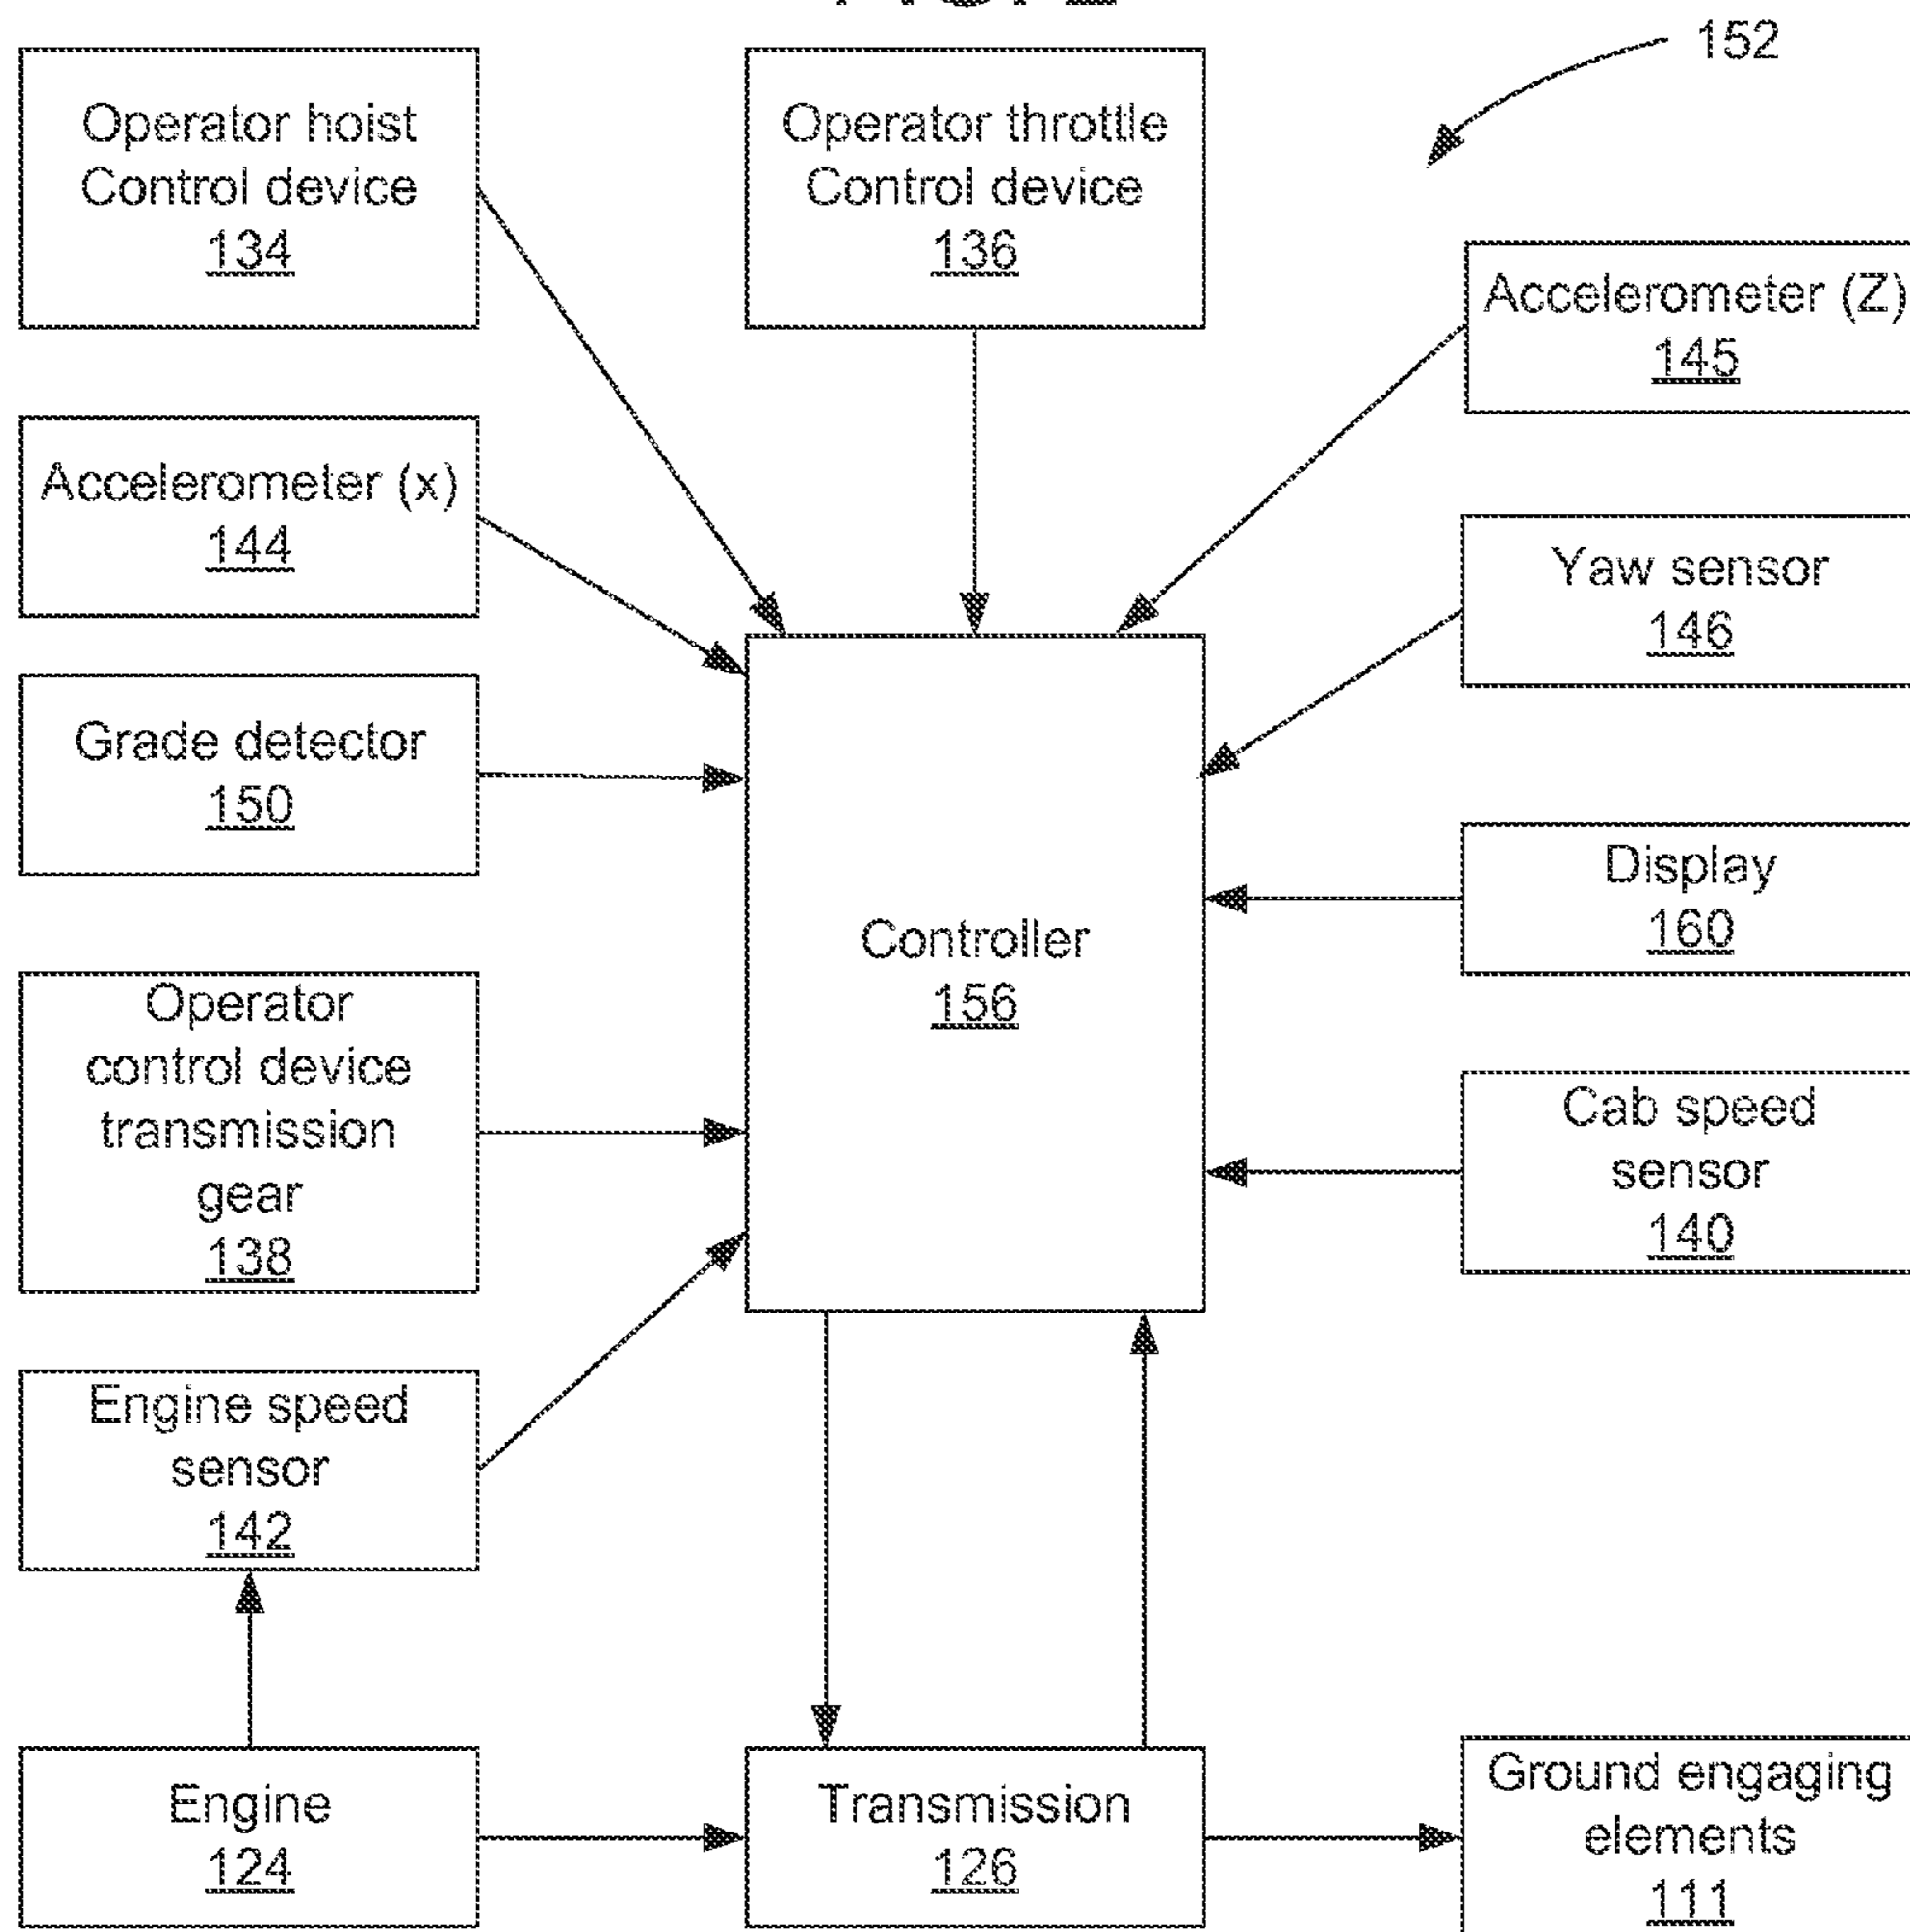 152
Operator hoist
Control device
134
Operator throttle
Control device
136
Accelerometer (Z)
145
Accelerometer (x)
144
Yaw sensor
146
Grade detector
150
Display
160
Controller
156
Operator
control device
transmission
gear
138
Cab speed
sensor
140
Engine speed
sensor
142
Engine
124
Transmission
126
Ground engaging
elements
111